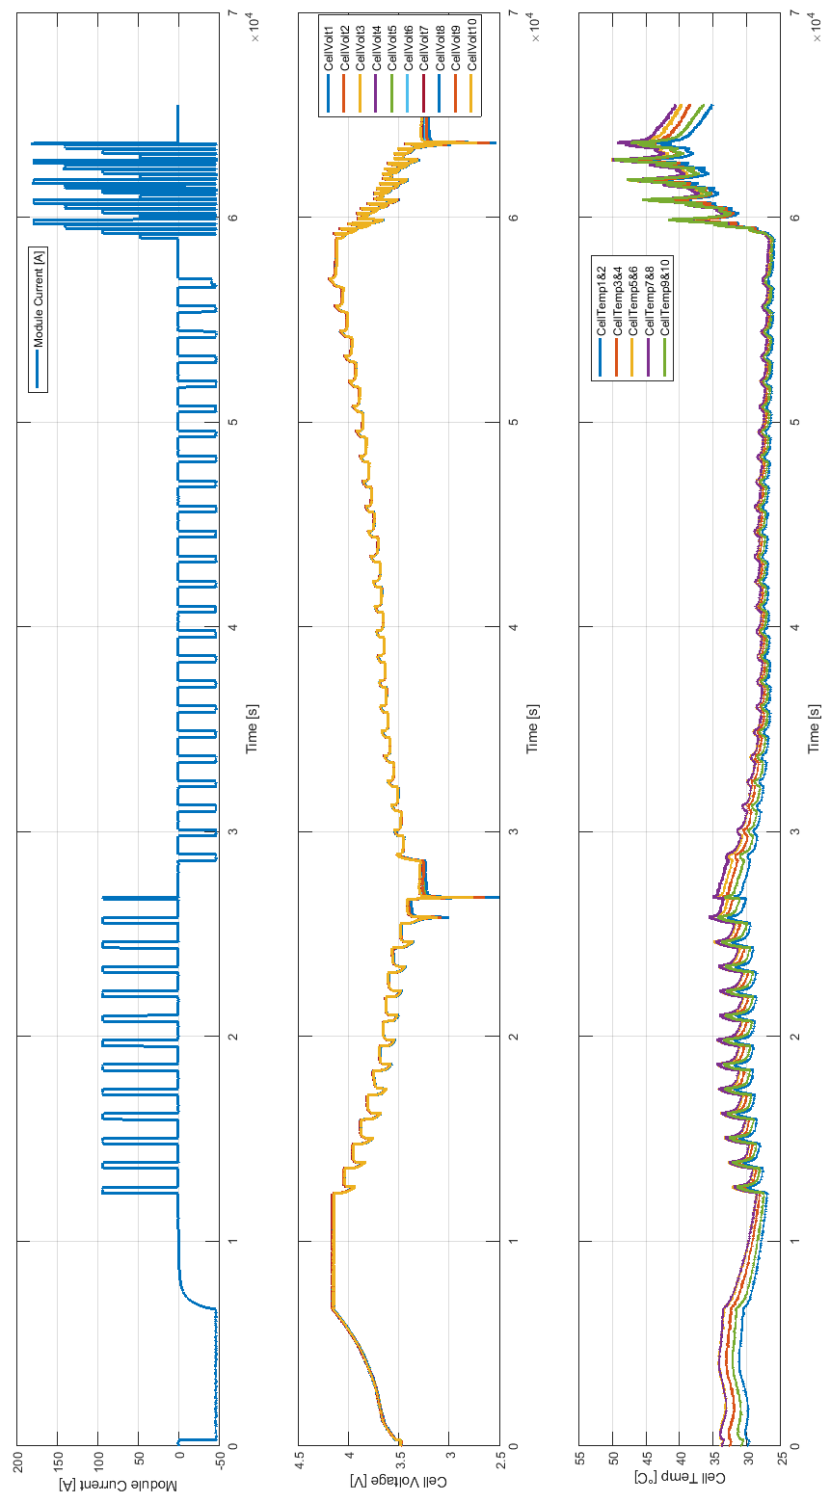 200
150
100
50
0
-50
Module Current [A]
0
1
2
3
4
5
6
7
×10⁴
Time [s]
Module Current [A]
4.5
4
3.5
3
2.5
Cell Voltage [V]
0
1
2
3
4
5
6
7
×10⁴
Time [s]
CellVolt1
CellVolt2
CellVolt3
CellVolt4
CellVolt5
CellVolt6
CellVolt7
CellVolt8
CellVolt9
CellVolt10
55
50
45
40
35
30
25
Cell Temp [°C]
0
1
2
3
4
5
6
7
×10⁴
Time [s]
CellTemp1&2
CellTemp3&4
CellTemp5&6
CellTemp7&8
CellTemp9&10